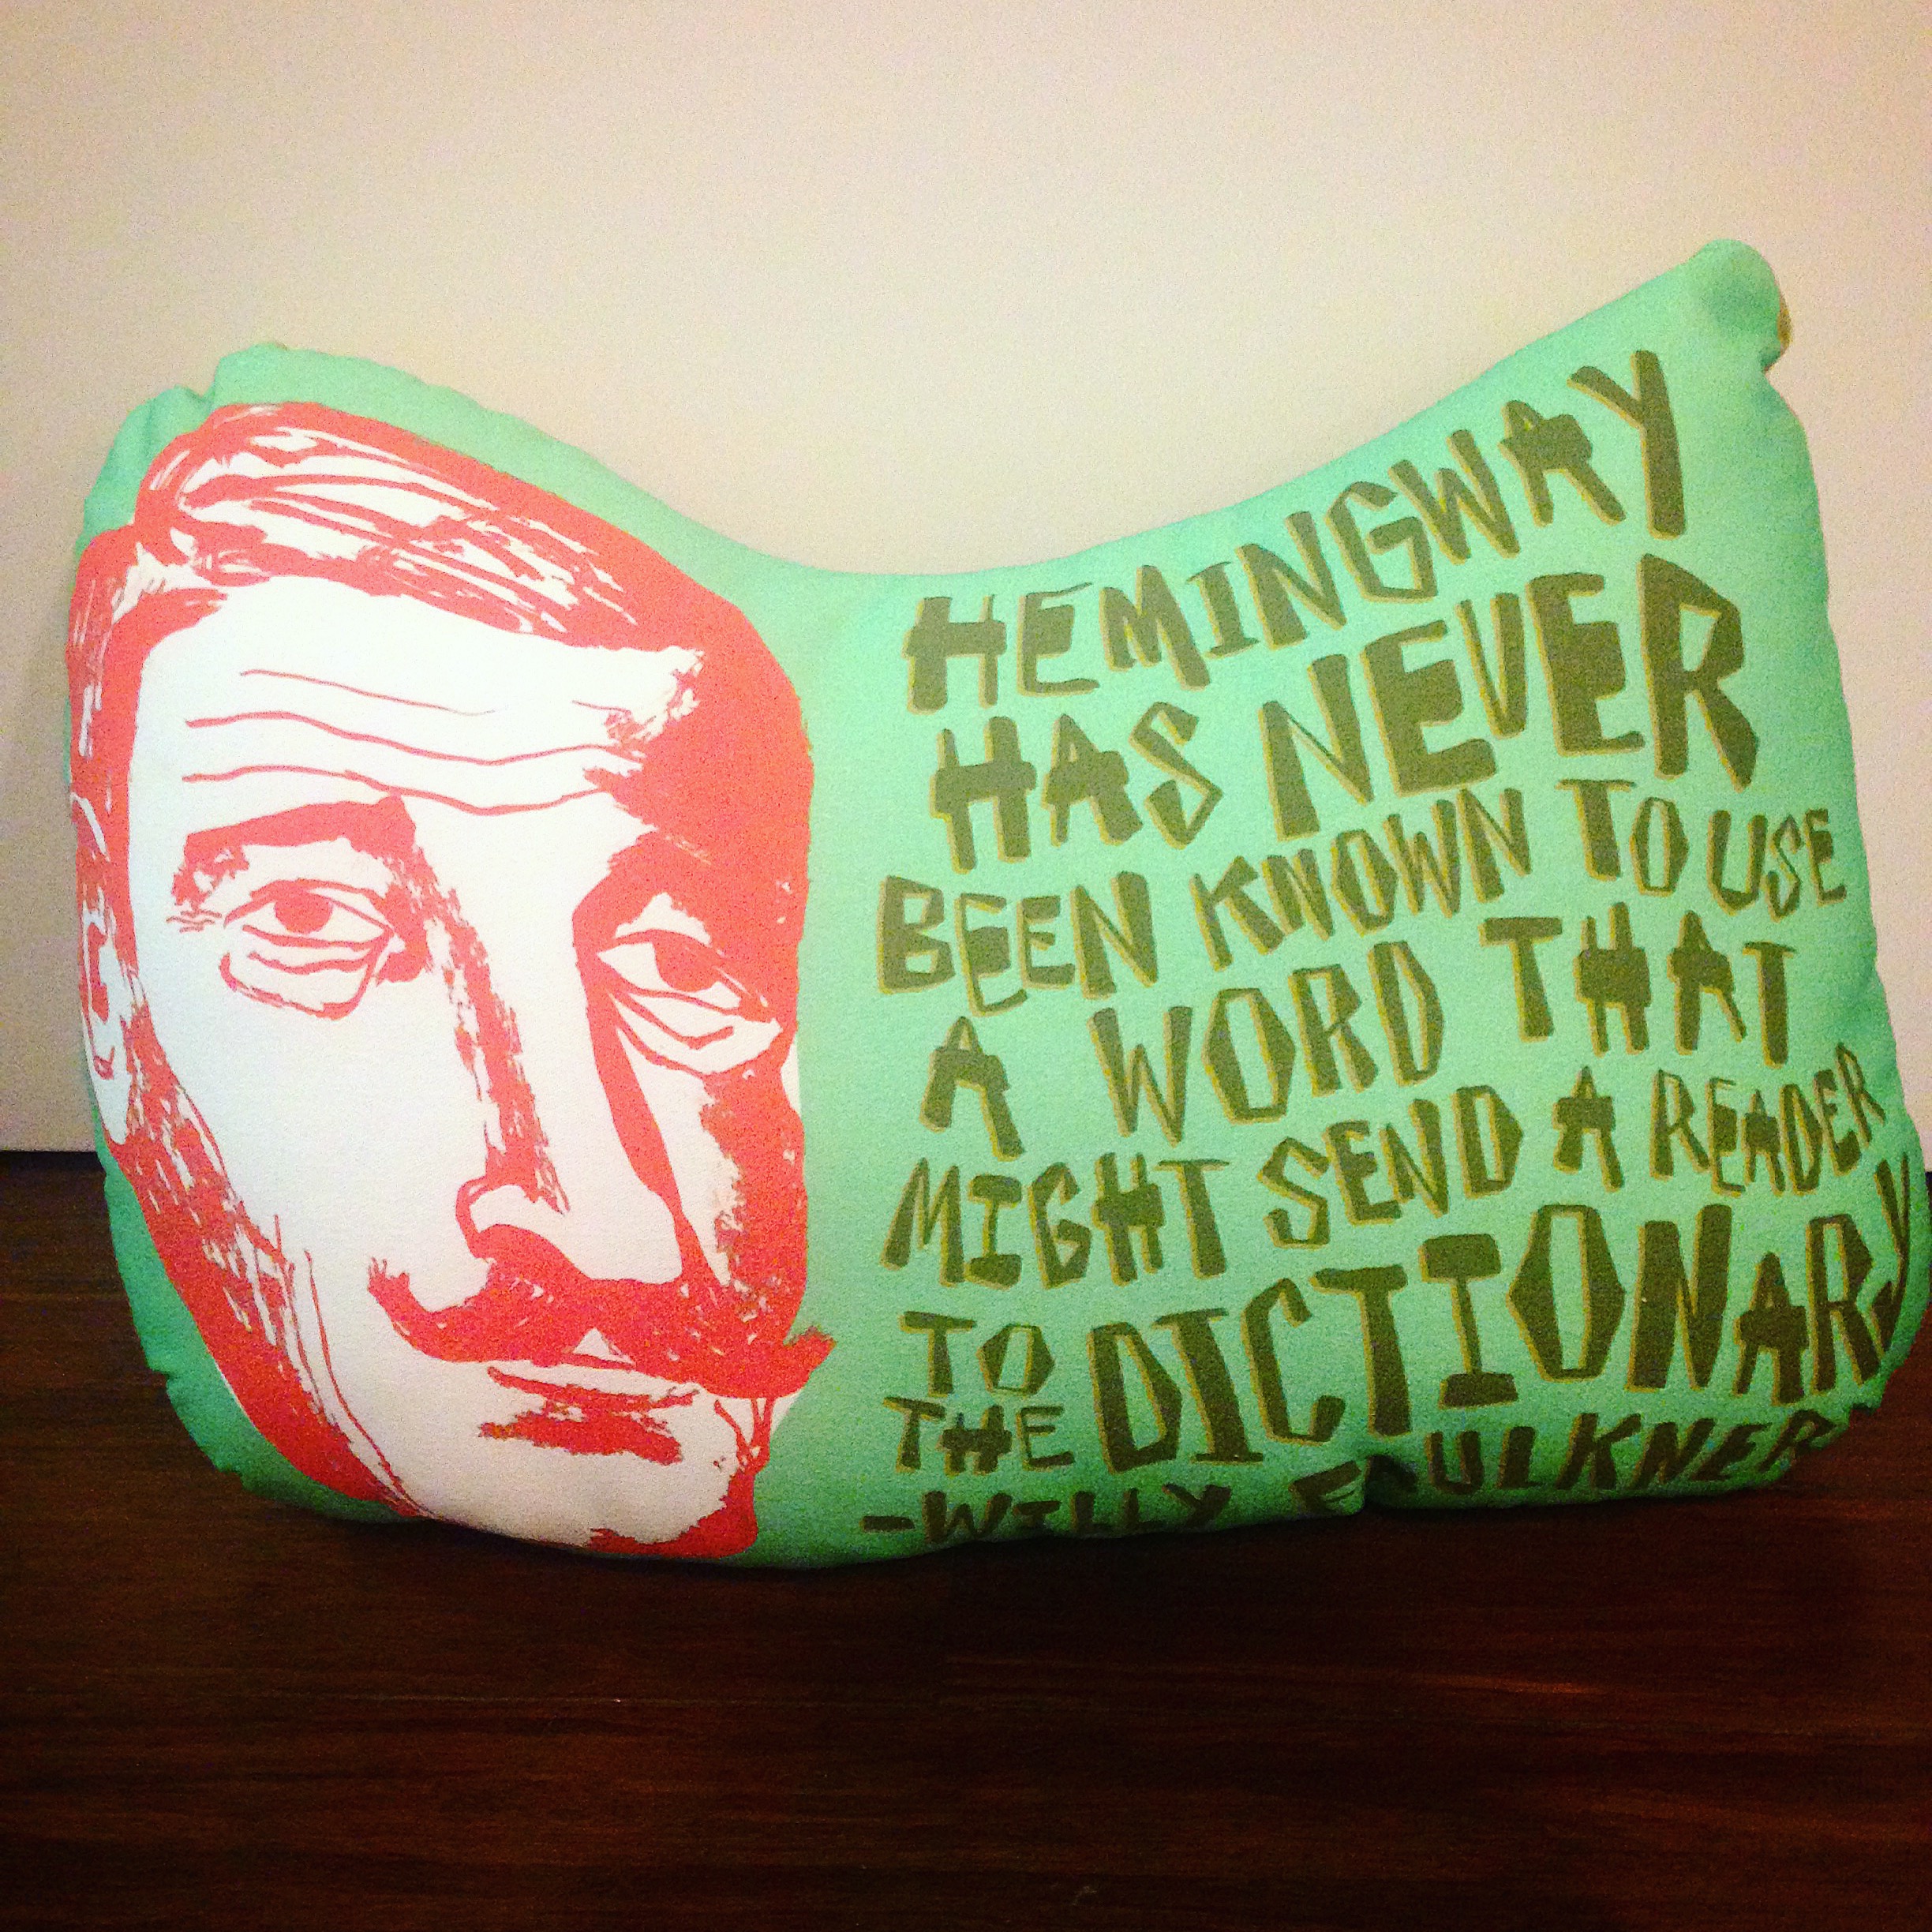 HEMINGWAY
HAS NEVER
BEEN KNOWN TO USE
A WORD THAT
MIGHT SEND A READER
TO
THE DICTIONARY
-WILLY FAULKNER